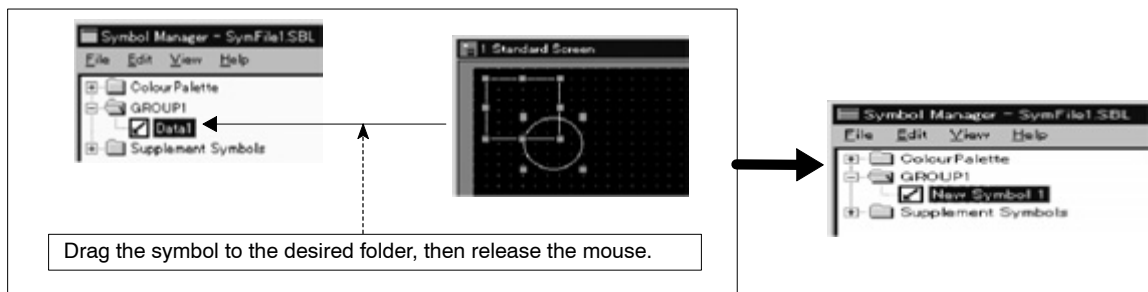 Symbol Manager - SymFile1.SBL
File Edit View Help
ColourPalette
GROUP1
Data1
Supplement Symbols
1 Standard Screen
Drag the symbol to the desired folder, then release the mouse.
Symbol Manager - SymFile1.SBL
File Edit View Help
ColourPalette
GROUP1
New Symbol 1
Supplement Symbols